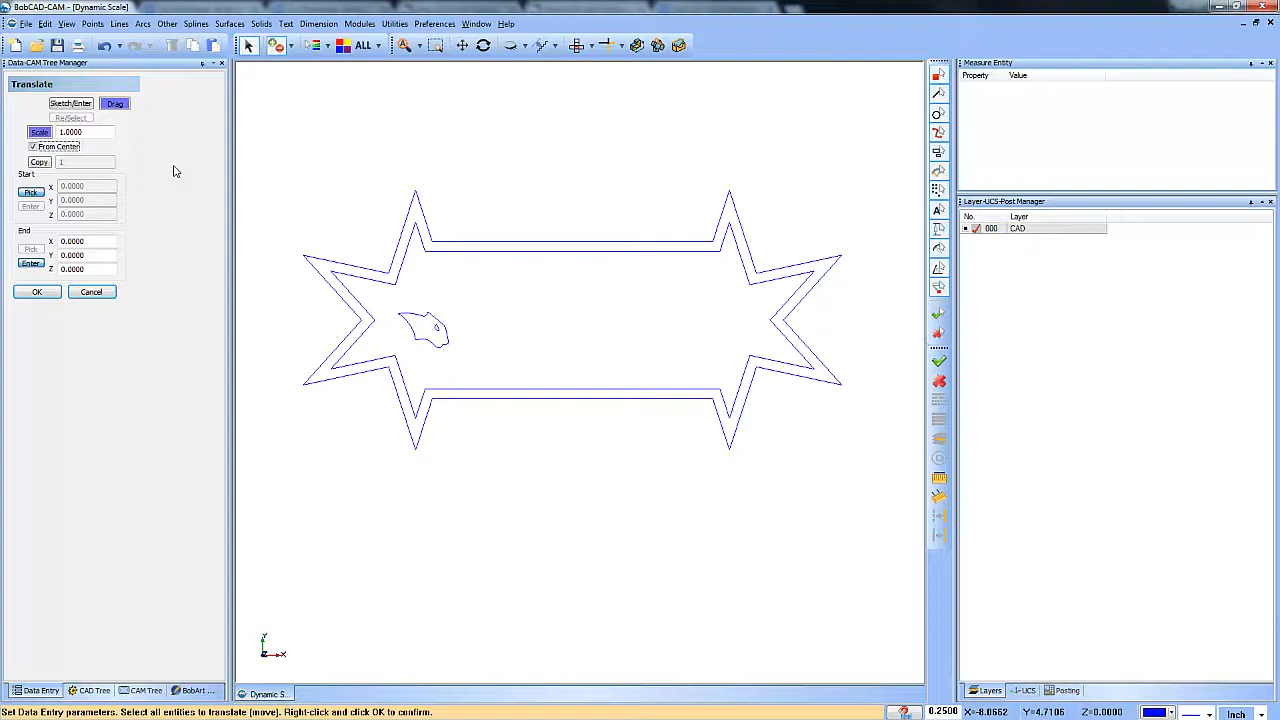 BobCAD-CAM - [Dynamic Scale]
File Edit View Points Lines Arcs Other Splines Surfaces Solids Text Dimension Modules Utilities Preferences Window Help
ALL
Data-CAM Tree Manager
Translate
Sketch/Enter Drag
Re/Select
Scale 1.0000
From Center
Copy 1
Start
Pick X 0.0000
Y 0.0000
Enter Z 0.0000
End
X 0.0000
Pick Y 0.0000
Enter Z 0.0000
OK Cancel
Data Entry CAD Tree CAM Tree BobArt ...
Y
X
Dynamic S...
Measure Entity
Property Value
Layer-UCS-Post Manager
No. Layer
000 CAD
Layers UCS Posting
Set Data Entry parameters. Select all entities to translate (move). Right-click and click OK to confirm.
0.2500 X=-8.0662 Y=4.7106 Z=0.0000 Inch